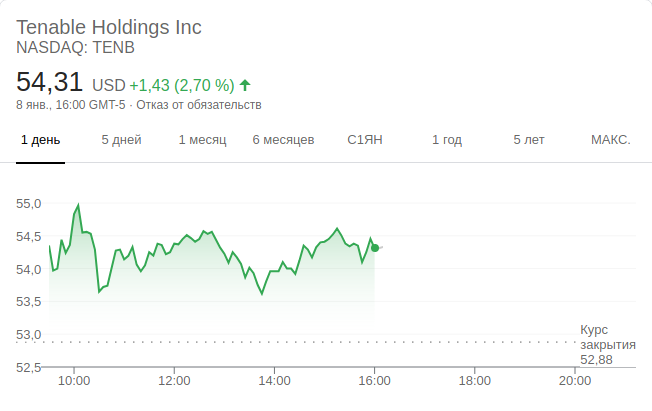 Tenable Holdings Inc
NASDAQ: TENB
54,31 USD +1,43 (2,70 %)
8 янв., 16:00 GMT-5 · Отказ от обязательств
1 день 5 дней 1 месяц 6 месяцев С1ЯН 1 год 5 лет МАКС.
55,0
54,5
54,0
53,5
53,0
Курс
закрытия
52,88
52,5
10:00 12:00 14:00 16:00 18:00 20:00